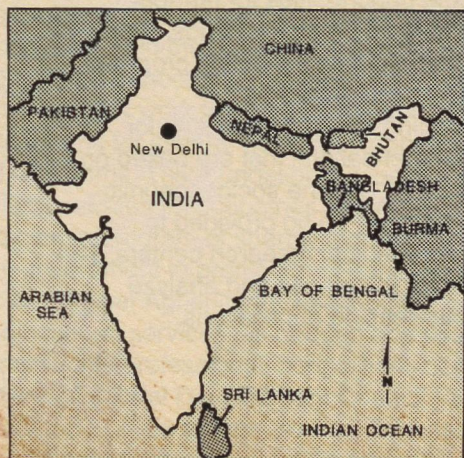 CHINA
PAKISTAN
NEPAL
BHUTAN
New Delhi
BANGLADESH
INDIA
BURMA
ARABIAN
SEA
BAY OF BENGAL
N
SRI LANKA
INDIAN OCEAN